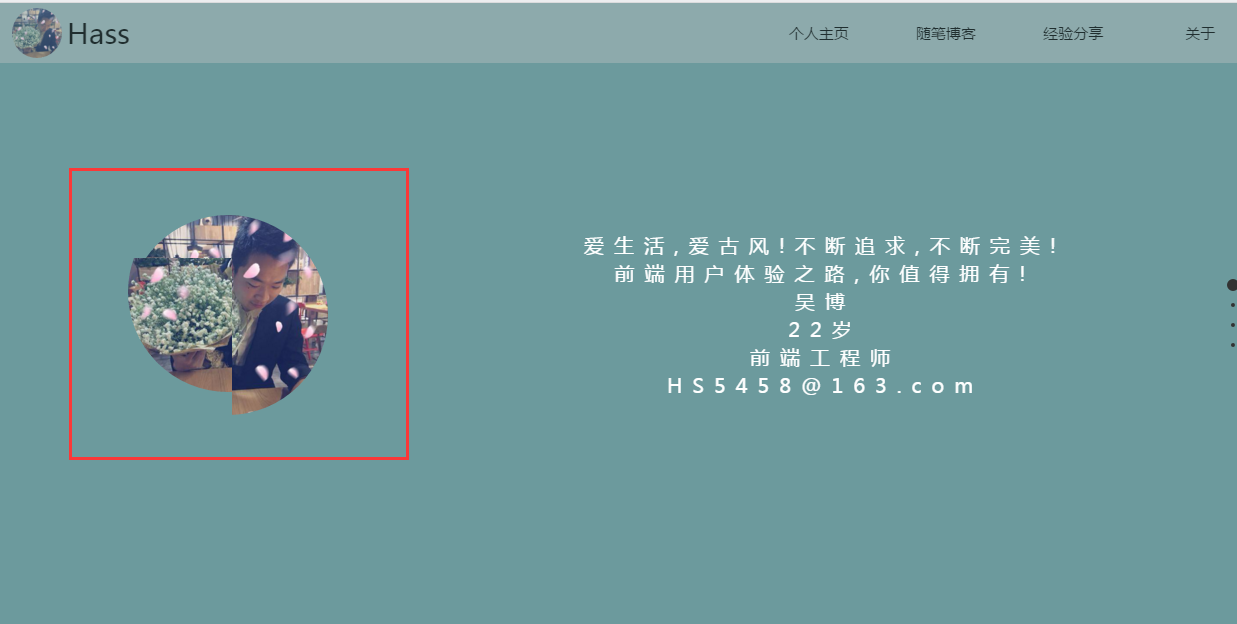 Hass
个人主页 随笔博客 经验分享 关于
爱生活,爱古风!不断追求,不断完美!
前端用户体验之路,你值得拥有!
吴博
22岁
前端工程师
HS5458@163.com